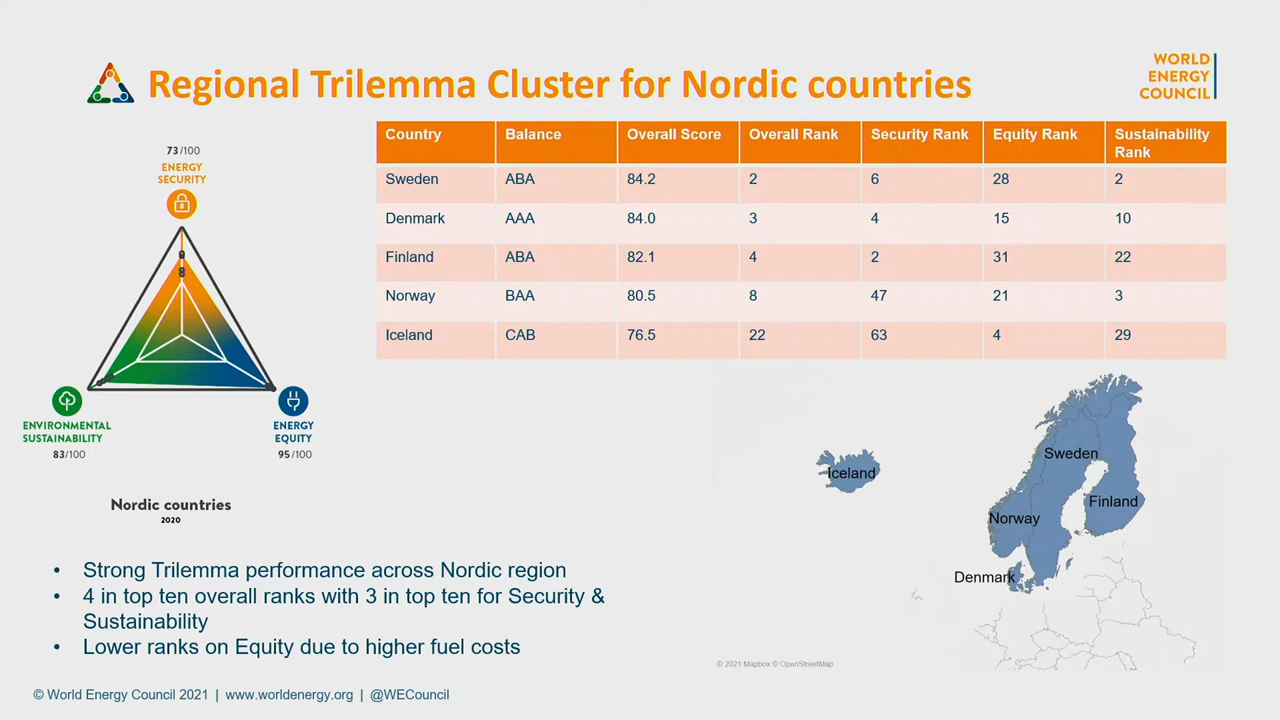 Regional Trilemma Cluster for Nordic countries
WORLD
ENERGY
COUNCIL
73/100
ENERGY
SECURITY
ENVIRONMENTAL
SUSTAINABILITY
83/100
ENERGY
EQUITY
95/100
Nordic countries
2020
Country Balance Overall Score Overall Rank Security Rank Equity Rank Sustainability Rank
Sweden ABA 84.2 2 6 28 2
Denmark AAA 84.0 3 4 15 10
Finland ABA 82.1 4 2 31 22
Norway BAA 80.5 8 47 21 3
Iceland CAB 76.5 22 63 4 29
Iceland
Sweden
Finland
Norway
Denmark
• Strong Trilemma performance across Nordic region
• 4 in top ten overall ranks with 3 in top ten for Security &
Sustainability
• Lower ranks on Equity due to higher fuel costs
© 2021 Mapbox © OpenStreetMap
© World Energy Council 2021 | www.worldenergy.org | @WECouncil